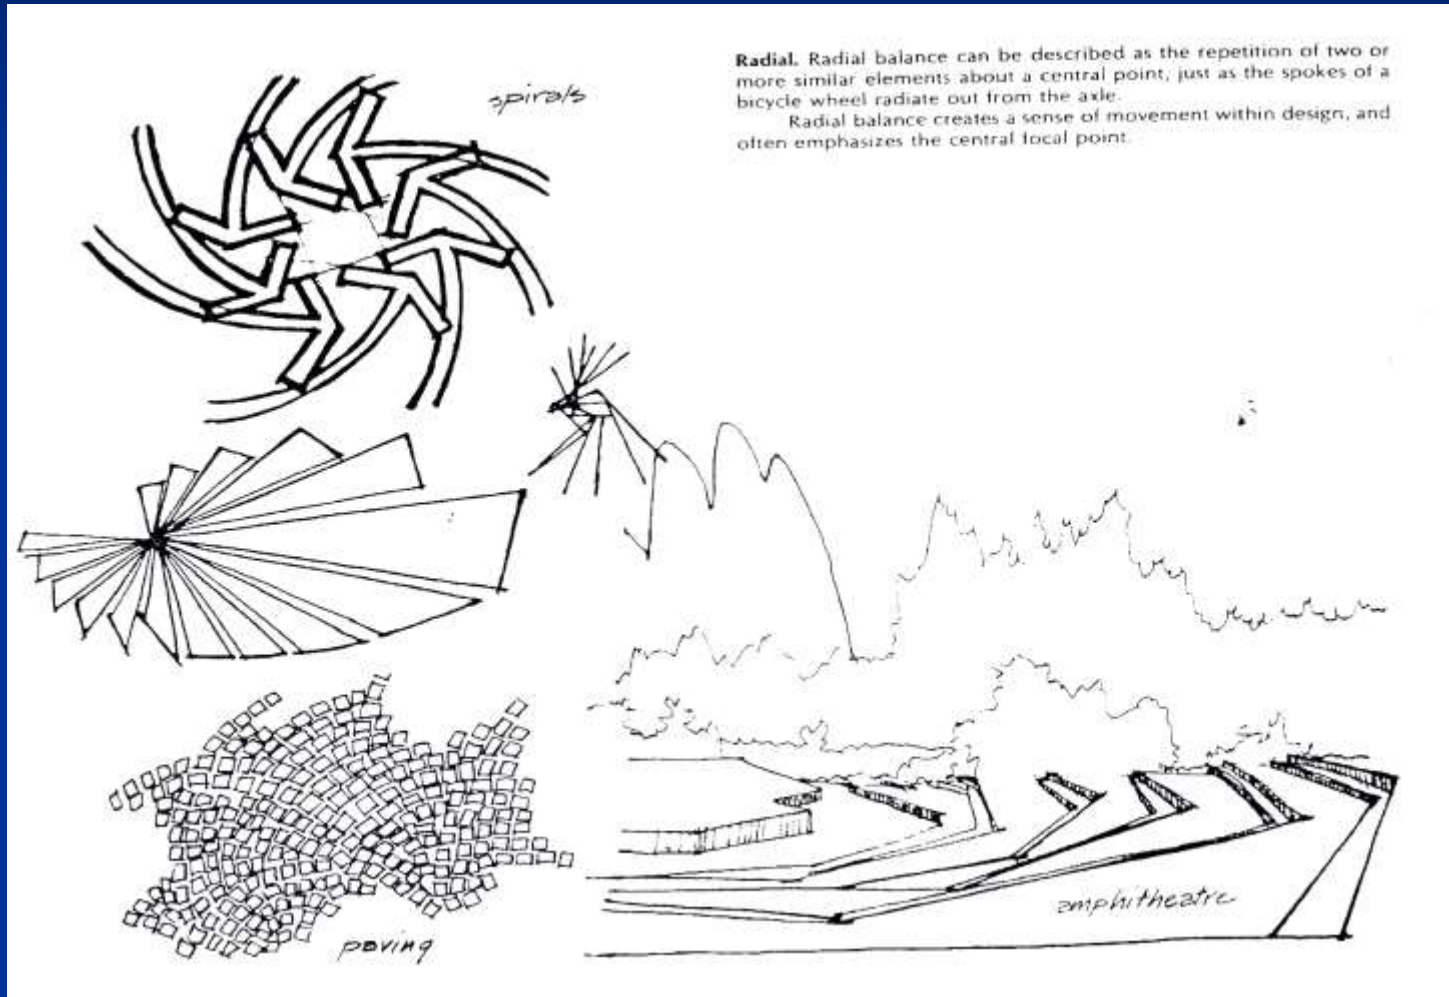 Radial. Radial balance can be described as the repetition of two or
more similar elements about a central point, just as the spokes of a
bicycle wheel radiate out from the axle.
Radial balance creates a sense of movement within design, and
often emphasizes the central focal point.
spirals
paving
amphitheatre